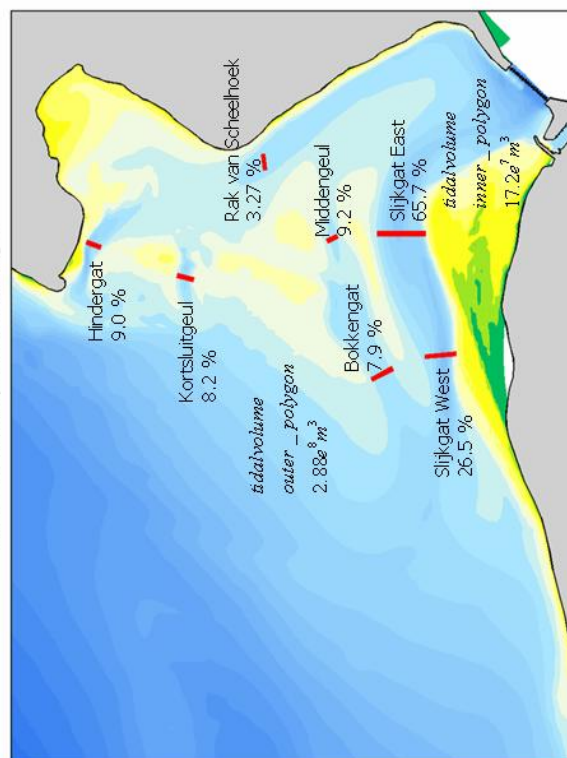 Hindergat
9.0 %
Kortsluitgeul
8.2 %
Rak van Scheelhoek
3.27 %
tidalvolume
outer_polygon
2.88e⁸m³
Middengeul
9.2 %
Bokkengat
7.9 %
Slijkgat East
65.7 %
Slijkgat West
26.5 %
tidalvolume
inner_polygon
17.2e⁷m³